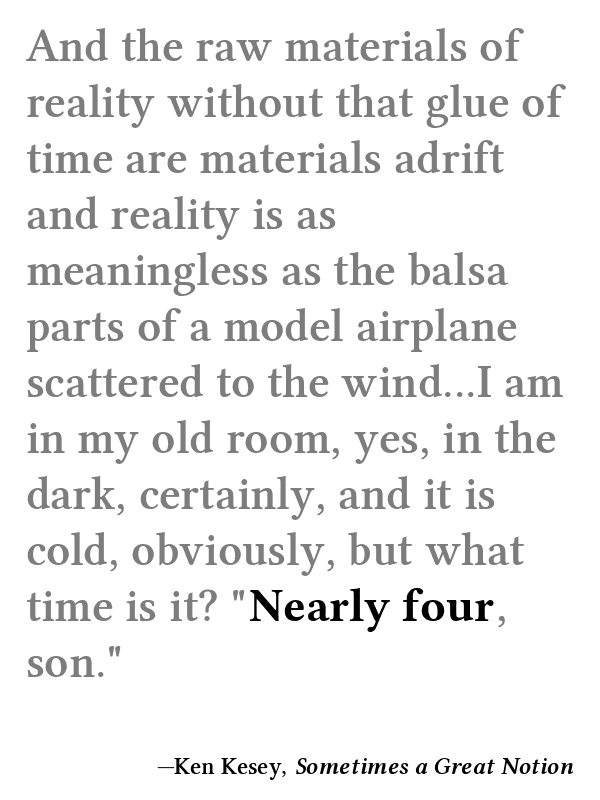 And the raw materials of
reality without that glue of
time are materials adrift
and reality is as
meaningless as the balsa
parts of a model airplane
scattered to the wind...I am
in my old room, yes, in the
dark, certainly, and it is
cold, obviously, but what
time is it? "Nearly four,
son."
—Ken Kesey, Sometimes a Great Notion